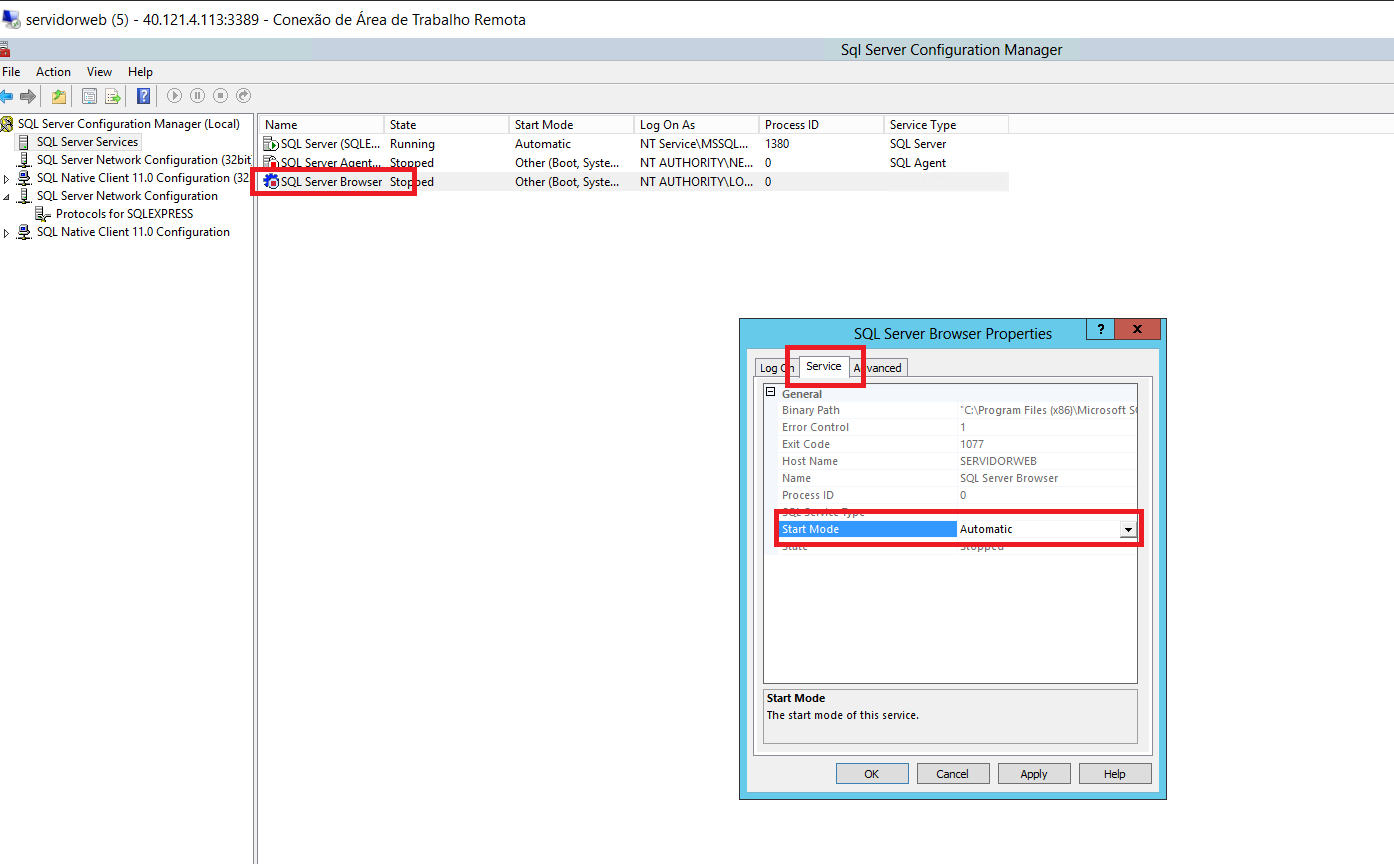 servidorweb (5) - 40.121.4.113:3389 - Conexão de Área de Trabalho Remota
Sql Server Configuration Manager
File Action View Help
SQL Server Configuration Manager (Local)
SQL Server Services
SQL Server Network Configuration (32bit
SQL Native Client 11.0 Configuration (32
SQL Server Network Configuration
Protocols for SQLEXPRESS
SQL Native Client 11.0 Configuration
Name State Start Mode Log On As Process ID Service Type
SQL Server (SQLE... Running Automatic NT Service\MSSQL... 1380 SQL Server
SQL Server Agent... Stopped Other (Boot, Syste... NT AUTHORITY\NE... 0 SQL Agent
SQL Server Browser Stopped Other (Boot, Syste... NT AUTHORITY\LO... 0
SQL Server Browser Properties
? x
Log On Service Advanced
General
Binary Path "C:\Program Files (x86)\Microsoft S
Error Control 1
Exit Code 1077
Host Name SERVIDORWEB
Name SQL Server Browser
Process ID 0
SQL Service Type
Start Mode Automatic
State Stopped
Start Mode
The start mode of this service.
OK Cancel Apply Help